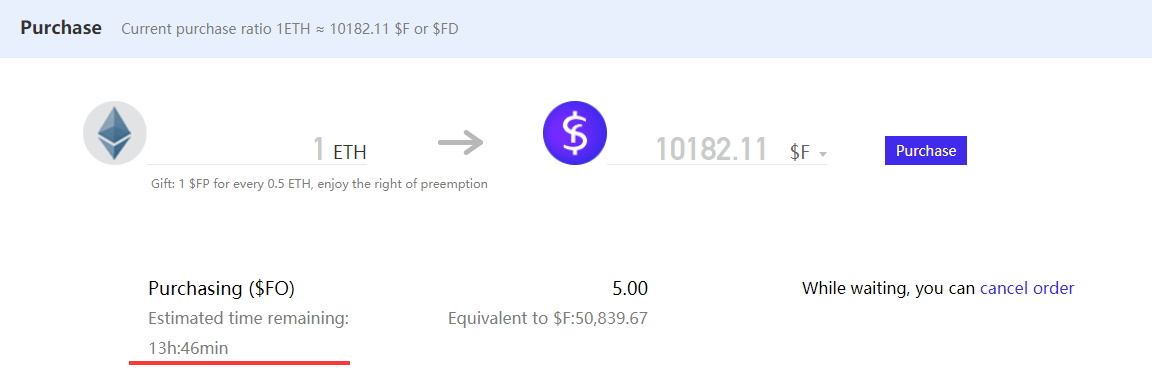 Purchase Current purchase ratio 1ETH ≈ 10182.11 $F or $FD
1 ETH 10182.11 $F Purchase
Gift: 1 $FP for every 0.5 ETH, enjoy the right of preemption
Purchasing ($FO) 5.00 While waiting, you can cancel order
Estimated time remaining: Equivalent to $F:50,839.67
13h:46min